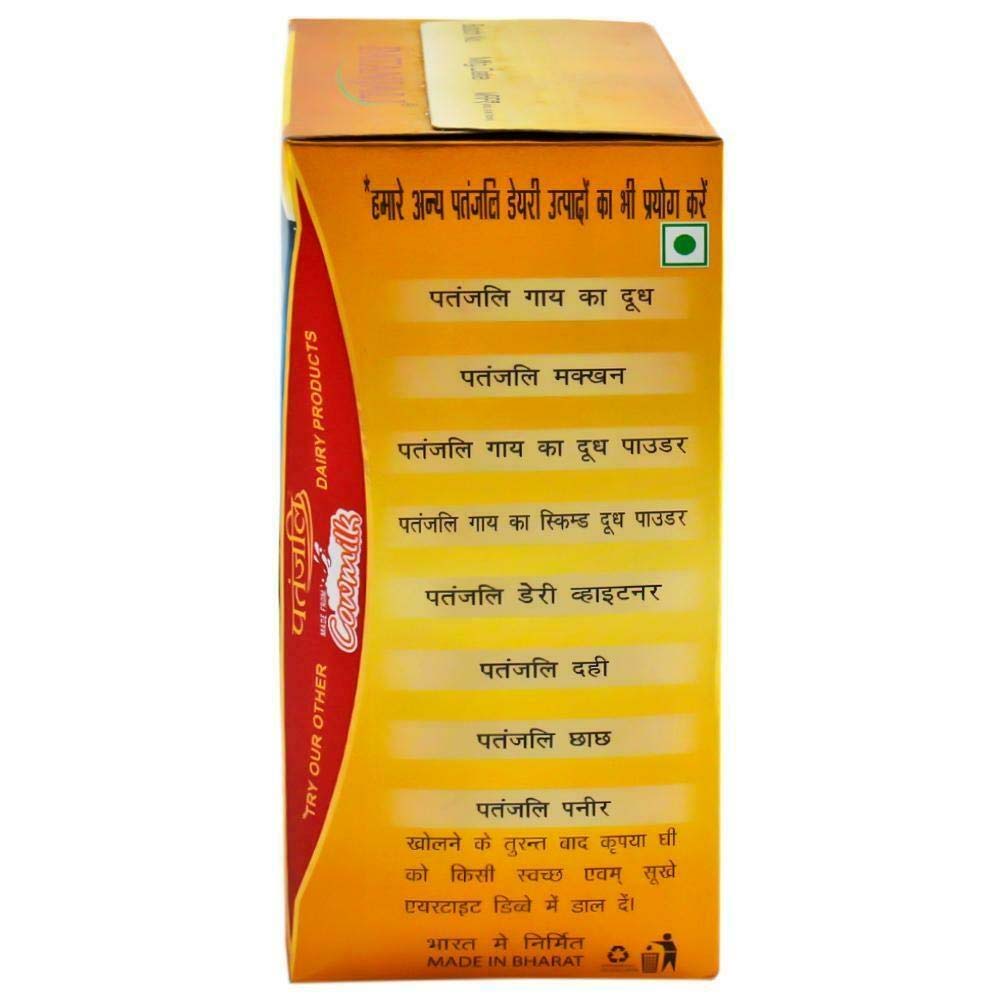 *हमारे अन्य पतंजलि डेयरी उत्पादों का भी प्रयोग करें
पतंजलि गाय का दूध
पतंजलि मक्खन
पतंजलि गाय का दूध पाउडर
पतंजलि गाय का स्किम्ड दूध पाउडर
पतंजलि डेरी व्हाइटनर
पतंजलि दही
पतंजलि छाछ
पतंजलि पनीर
खोलने के तुरन्त वाद कृपया घी
को किसी स्वच्छ एवम् सूखे
एयरटाइट डिब्बे में डाल दें।
भारत मे निर्मित
MADE IN BHARAT
*TRY OUR OTHER
पतंजलि
MADE FROM
Cowmilk
DAIRY PRODUCTS